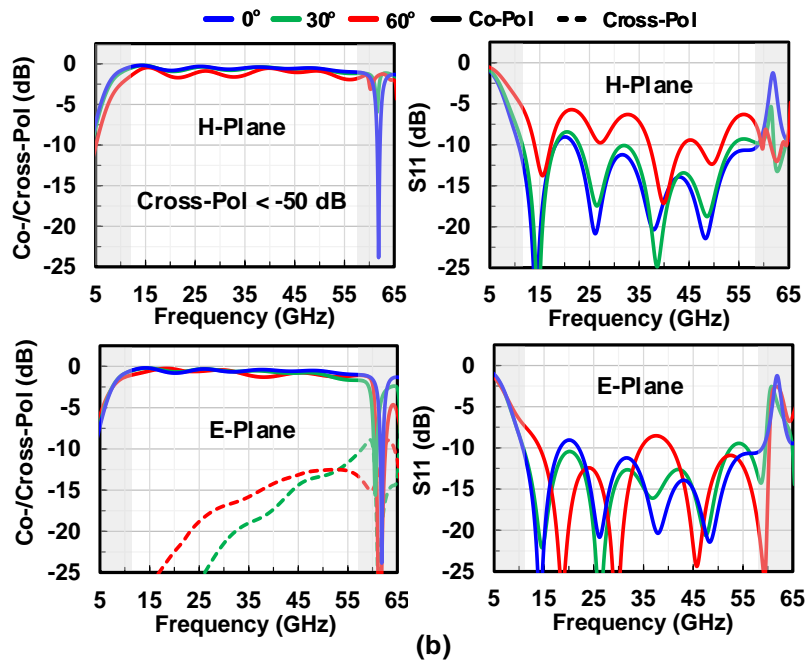 0° 30° 60° Co-Pol Cross-Pol
Co-/Cross-Pol (dB)
0
-5
-10
-15
-20
-25
H-Plane
Cross-Pol < -50 dB
5 15 25 35 45 55 65
Frequency (GHz)
S11 (dB)
0
-5
-10
-15
-20
-25
H-Plane
5 15 25 35 45 55 65
Frequency (GHz)
Co-/Cross-Pol (dB)
0
-5
-10
-15
-20
-25
E-Plane
5 15 25 35 45 55 65
Frequency (GHz)
S11 (dB)
0
-5
-10
-15
-20
-25
E-Plane
5 15 25 35 45 55 65
Frequency (GHz)
(b)